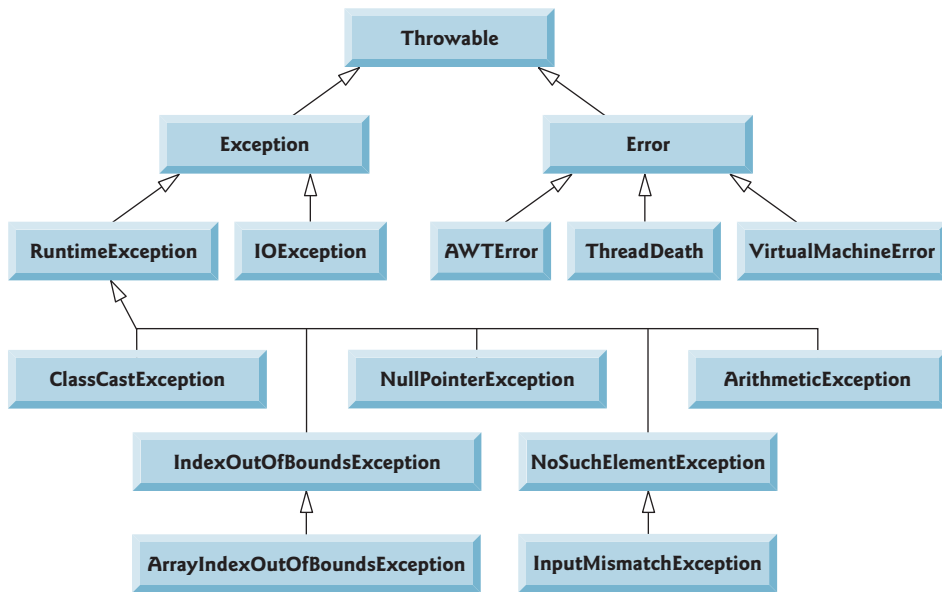 Throwable
Exception
Error
RuntimeException
IOException
AWTError
ThreadDeath
VirtualMachineError
ClassCastException
NullPointerException
ArithmeticException
IndexOutOfBoundsException
NoSuchElementException
ArrayIndexOutOfBoundsException
InputMismatchException